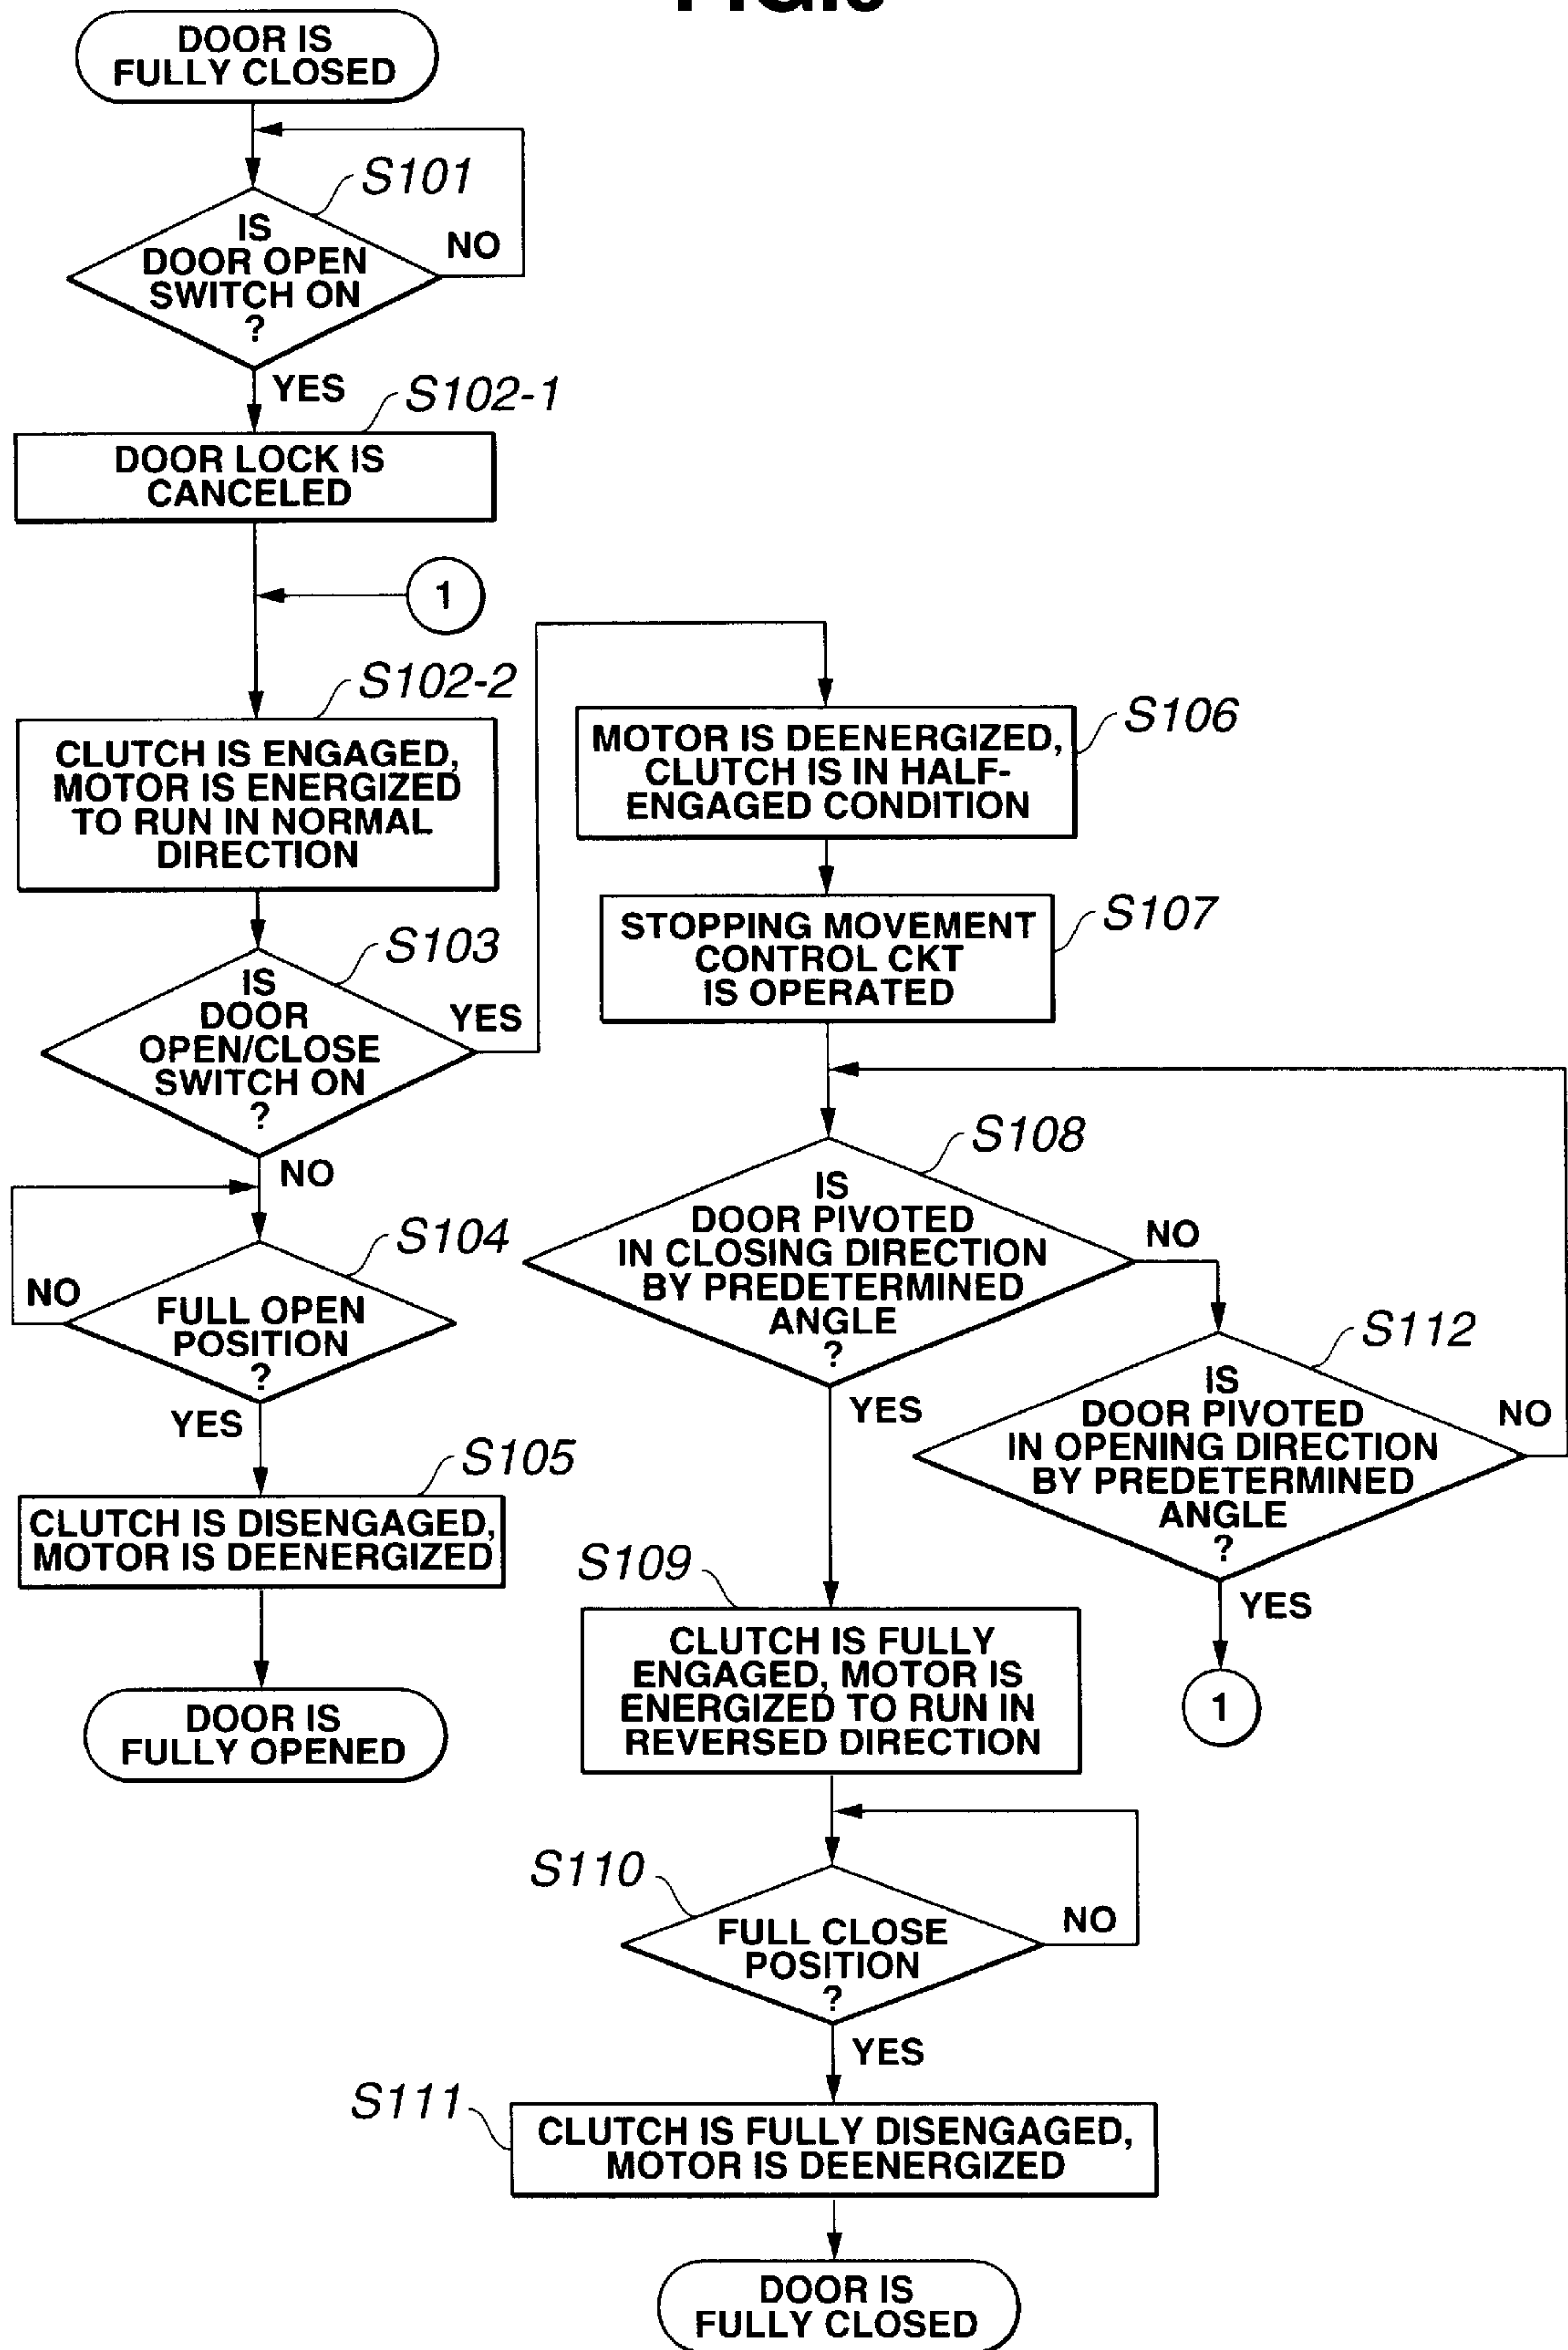 DOOR IS
FULLY CLOSED
S101
IS
DOOR OPEN
SWITCH ON
?
NO
YES
S102-1
DOOR LOCK IS
CANCELED
1
S102-2
CLUTCH IS ENGAGED,
MOTOR IS ENERGIZED
TO RUN IN NORMAL
DIRECTION
S103
IS
DOOR
OPEN/CLOSE
SWITCH ON
?
YES
NO
S104
FULL OPEN
POSITION
?
NO
YES
S105
CLUTCH IS DISENGAGED,
MOTOR IS DEENERGIZED
DOOR IS
FULLY OPENED
S106
MOTOR IS DEENERGIZED,
CLUTCH IS IN HALF-
ENGAGED CONDITION
S107
STOPPING MOVEMENT
CONTROL CKT
IS OPERATED
S108
IS
DOOR PIVOTED
IN CLOSING DIRECTION
BY PREDETERMINED
ANGLE
?
NO
YES
S112
IS
DOOR PIVOTED
IN OPENING DIRECTION
BY PREDETERMINED
ANGLE
?
NO
YES
1
S109
CLUTCH IS FULLY
ENGAGED, MOTOR IS
ENERGIZED TO RUN IN
REVERSED DIRECTION
S110
FULL CLOSE
POSITION
?
NO
YES
S111
CLUTCH IS FULLY DISENGAGED,
MOTOR IS DEENERGIZED
DOOR IS
FULLY CLOSED